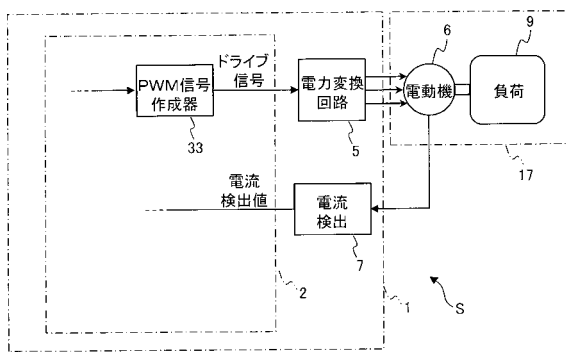 ドライブ
信号
PWM信号
作成器
33
電力変換
回路
5
6
電動機
9
負荷
17
電流
検出値
電流
検出
7
2
1
S